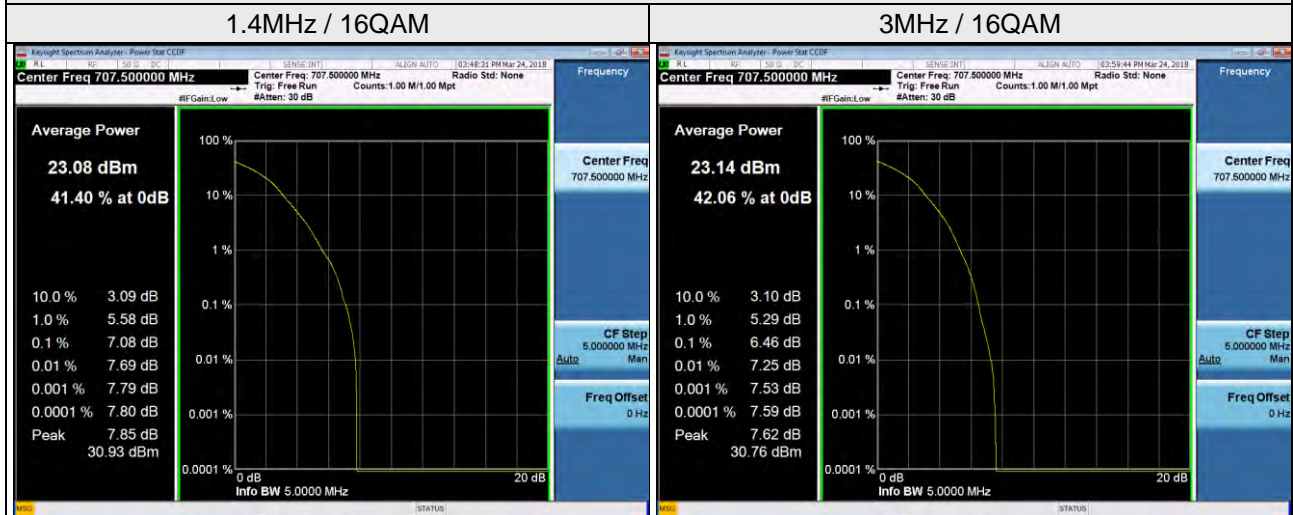 1.4MHz / 16QAM
Keysight Spectrum Analyzer - Power Stat CCDF
RL RF 50 Ω DC SENSE:INT ALIGN AUTO 03:48:31 PM Mar 24, 2018
Center Freq 707.500000 MHz
Center Freq: 707.500000 MHz Radio Std: None
Trig: Free Run Counts:1.00 M/1.00 Mpt
#IFGain:Low #Atten: 30 dB
Frequency
Average Power
23.08 dBm
41.40 % at 0dB
10.0 % 3.09 dB
1.0 % 5.58 dB
0.1 % 7.08 dB
0.01 % 7.69 dB
0.001 % 7.79 dB
0.0001 % 7.80 dB
Peak 7.85 dB
30.93 dBm
100 %
10 %
1 %
0.1 %
0.01 %
0.001 %
0.0001 %
0 dB 20 dB
Info BW 5.0000 MHz
Center Freq
707.500000 MHz
CF Step
5.000000 MHz
Auto Man
Freq Offset
0 Hz
MSG STATUS
3MHz / 16QAM
Keysight Spectrum Analyzer - Power Stat CCDF
RL RF 50 Ω DC SENSE:INT ALIGN AUTO 03:59:44 PM Mar 24, 2018
Center Freq 707.500000 MHz
Center Freq: 707.500000 MHz Radio Std: None
Trig: Free Run Counts:1.00 M/1.00 Mpt
#IFGain:Low #Atten: 30 dB
Frequency
Average Power
23.14 dBm
42.06 % at 0dB
10.0 % 3.10 dB
1.0 % 5.29 dB
0.1 % 6.46 dB
0.01 % 7.25 dB
0.001 % 7.53 dB
0.0001 % 7.59 dB
Peak 7.62 dB
30.76 dBm
100 %
10 %
1 %
0.1 %
0.01 %
0.001 %
0.0001 %
0 dB 20 dB
Info BW 5.0000 MHz
Center Freq
707.500000 MHz
CF Step
5.000000 MHz
Auto Man
Freq Offset
0 Hz
MSG STATUS